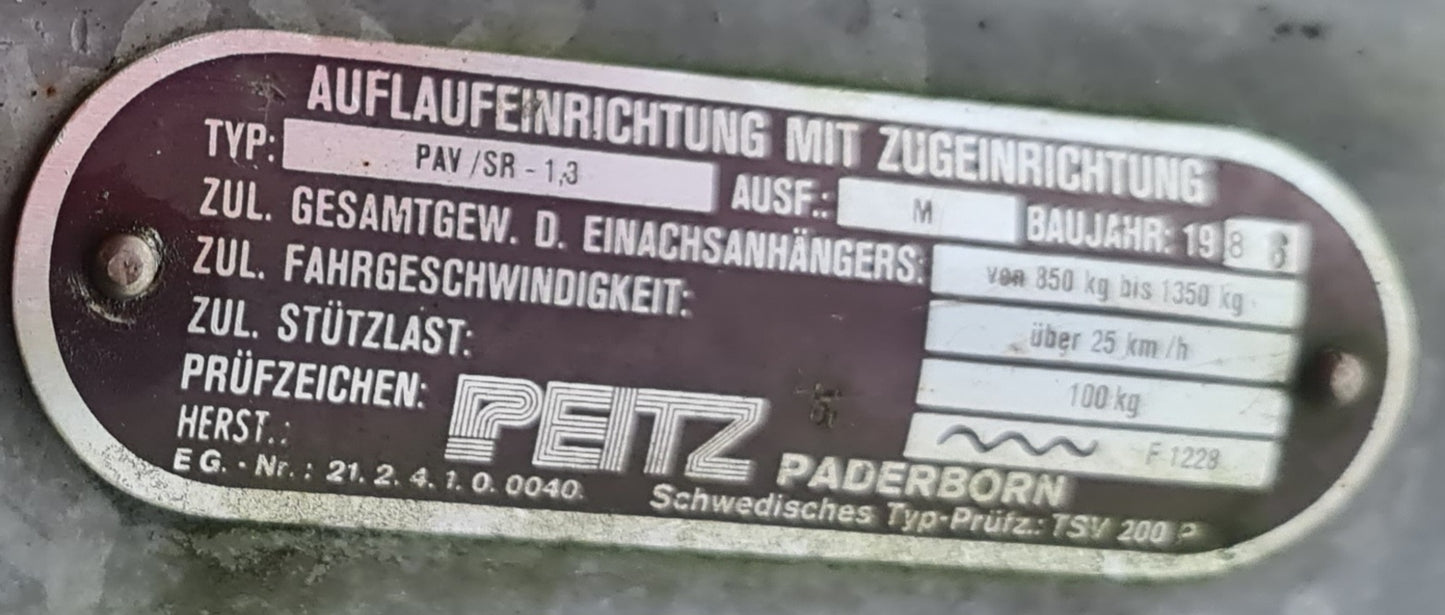 AUFLAUFEINRICHTUNG MIT ZUGEINRICHTUNG
TYP: PAV/SR - 1,3 AUSF.: M BAUJAHR: 198
ZUL. GESAMTGEW. D. EINACHSANHÄNGERS: von 850 kg bis 1350 kg
ZUL. FAHRGESCHWINDIGKEIT: über 25 km/h
ZUL. STÜTZLAST: 100 kg
PRÜFZEICHEN: F 1228
HERST.: PEITZ PADERBORN
EG.-Nr.: 21.2.4.1.0.0040. Schwedisches Typ-Prüfz.: TSV 200 P